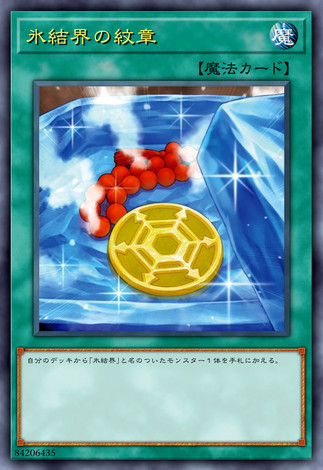 氷結界の紋章
魔
【魔法カード】
自分のデッキから「氷結界」と名のついたモンスター1体を手札に加える。
84206435